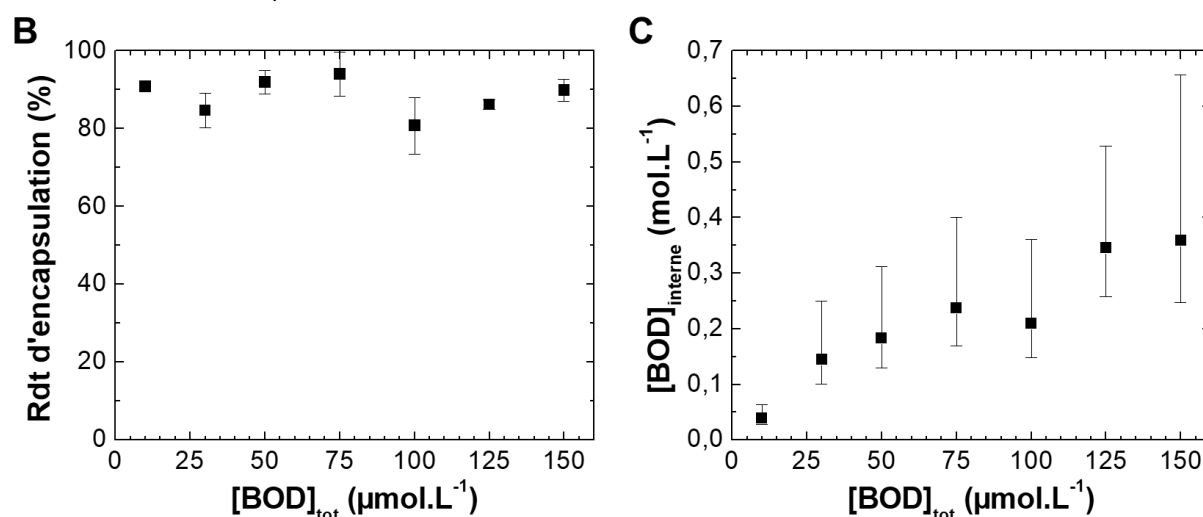 B
100
80
60
40
20
0
Rdt d'encapsulation (%)
0 25 50 75 100 125 150
[BOD]tot (µmol.L-1)
C
0,7
0,6
0,5
0,4
0,3
0,2
0,1
0,0
[BOD]interne (mol.L-1)
0 25 50 75 100 125 150
[BOD]tot (µmol.L-1)